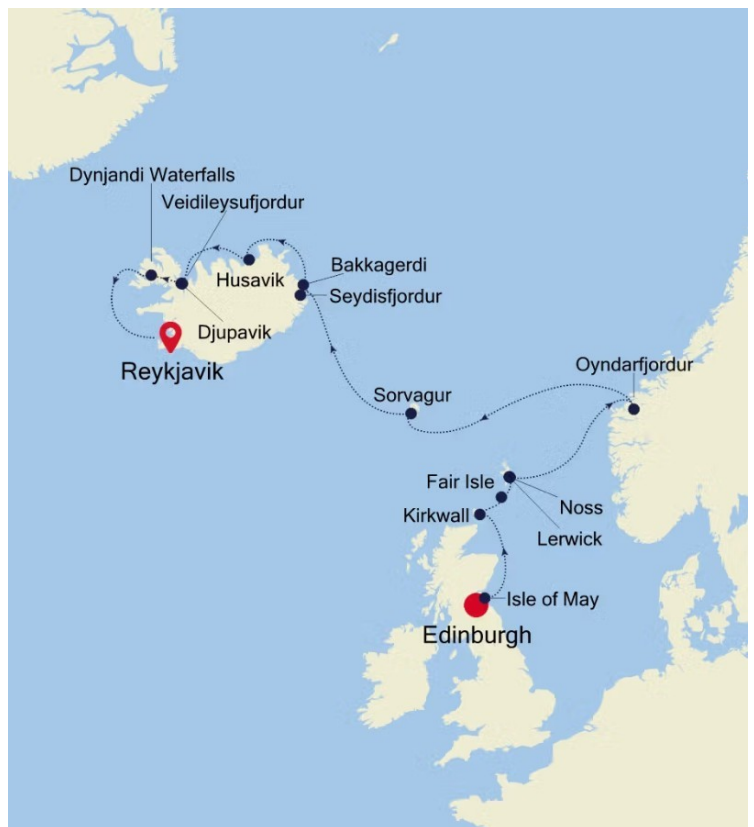 Dynjandi Waterfalls
Veidileysufjordur
Husavik
Bakkagerdi
Seydisfjordur
Djupavik
Reykjavik
Oyndarfjordur
Sorvagur
Fair Isle
Noss
Kirkwall
Lerwick
Isle of May
Edinburgh